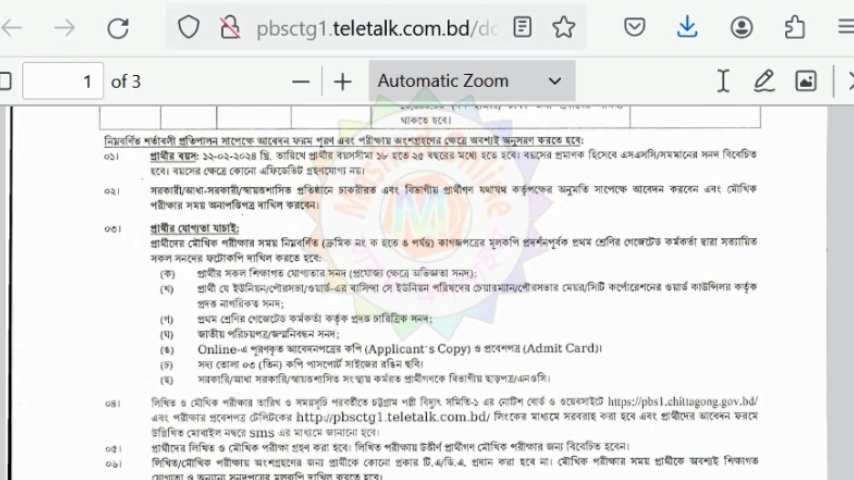 pbsctg1.teletalk.com.bd/do
1 of 3
Automatic Zoom
থাকতে হবে।
নিম্নবর্ণিত শর্তাবলী প্রতিপালন সাপেক্ষে আবেদন ফরম পূরণ এবং পরীক্ষায় অংশগ্রহণের ক্ষেত্রে অবশ্যই অনুসরণ করতে হবে:
০১। প্রার্থীর বয়স: ১২-০২-২০২৪ খ্রি. তারিখে প্রার্থীর বয়সসীমা ১৮ হতে ২৫ বছরের মধ্যে হতে হবে। বয়সের প্রমাণক হিসেবে এসএসসি/সমমানের সনদ বিবেচিত
হবে। বয়সের ক্ষেত্রে কোনো এফিডেভিট গ্রহণযোগ্য নয়।
০২। সরকারী/আধা-সরকারী/স্বায়ত্তশাসিত প্রতিষ্ঠানে চাকরীরত এবং বিভাগীয় প্রার্থীগণ যথাযথ কর্তৃপক্ষের অনুমতি সাপেক্ষে আবেদন করবেন এবং মৌখিক
পরীক্ষার সময় অনাপত্তিপত্র দাখিল করবেন।
০৩। প্রার্থীর যোগ্যতা যাচাই:
প্রার্থীদের মৌখিক পরীক্ষার সময় নিম্নবর্ণিত (ক্রমিক নং ক হতে ঙ পর্যন্ত) কাগজপত্রের মূলকপি প্রদর্শনপূর্বক প্রথম শ্রেণির গেজেটেড কর্মকর্তা দ্বারা সত্যায়িত
সকল সনদের ফটোকপি দাখিল করতে হবে:
(ক) প্রার্থীর সকল শিক্ষাগত যোগ্যতার সনদ (প্রযোজ্য ক্ষেত্রে অভিজ্ঞতা সনদ);
(খ) প্রার্থী যে ইউনিয়ন/পৌরসভা/ওয়ার্ড-এর বাসিন্দা সে ইউনিয়ন পরিষদের চেয়ারম্যান/পৌরসভার মেয়র/সিটি কর্পোরেশনের ওয়ার্ড কাউন্সিলর কর্তৃক
প্রদত্ত নাগরিকত্ব সনদ;
(গ) প্রথম শ্রেণির গেজেটেড কর্মকর্তা কর্তৃক প্রদত্ত চারিত্রিক সনদ;
(ঘ) জাতীয় পরিচয়পত্র/জন্মনিবন্ধন সনদ;
(ঙ) Online-এ পূরণকৃত আবেদনপত্রের কপি (Applicant's Copy) ও প্রবেশপত্র (Admit Card)।
(চ) সদ্য তোলা ০৩ (তিন) কপি পাসপোর্ট সাইজের রঙিন ছবি।
(ছ) সরকারি/আধা সরকারি/স্বায়ত্তশাসিত সংস্থায় কর্মরত প্রার্থীগণকে বিভাগীয় ছাড়পত্র/এনওসি।
০৪। লিখিত ও মৌখিক পরীক্ষার তারিখ ও সময়সূচি পরবর্তীতে চট্টগ্রাম পল্লী বিদ্যুৎ সমিতি-১ এর নোটিশ বোর্ড ও ওয়েবসাইটে https://pbs1.chittagong.gov.bd/
এবং পরীক্ষার প্রবেশপত্র টেলিটকের http://pbsctg1.teletalk.com.bd/ লিংকের মাধ্যমে সরবরাহ করা হবে এবং প্রার্থীদের আবেদন ফরমে
উল্লিখিত মোবাইল নম্বরে sms এর মাধ্যমে জানানো হবে।
০৫। প্রার্থীদের লিখিত ও মৌখিক পরীক্ষা গ্রহণ করা হবে। লিখিত পরীক্ষায় উত্তীর্ণ প্রার্থীগণ মৌখিক পরীক্ষার জন্য বিবেচিত হবেন।
০৬। লিখিত/মৌখিক পরীক্ষায় অংশগ্রহণের জন্য প্রার্থীকে কোনো প্রকার টি.এ/ডি.এ. প্রদান করা হবে না। মৌখিক পরীক্ষার সময় প্রার্থীকে অবশ্যই শিক্ষাগত
যোগ্যতা ও অন্যান্য সনদপত্রের মূলকপি দাখিল করতে হবে।